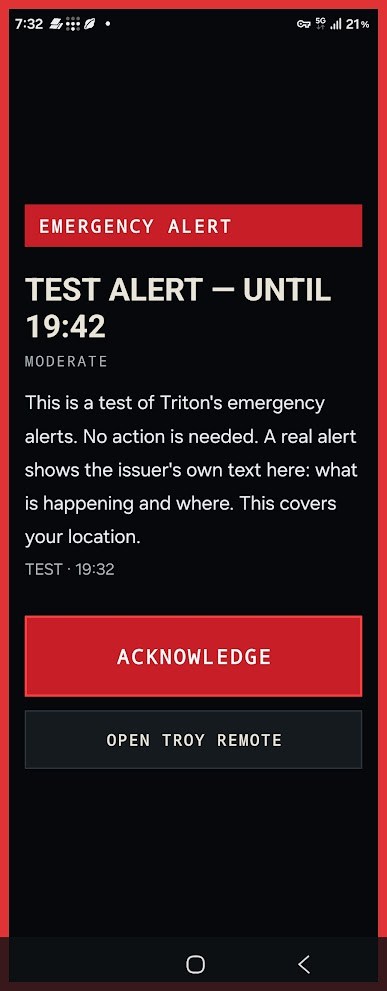 7:32
5G
21%
EMERGENCY ALERT
TEST ALERT — UNTIL
19:42
MODERATE
This is a test of Triton's emergency
alerts. No action is needed. A real alert
shows the issuer's own text here: what
is happening and where. This covers
your location.
TEST · 19:32
ACKNOWLEDGE
OPEN TROY REMOTE